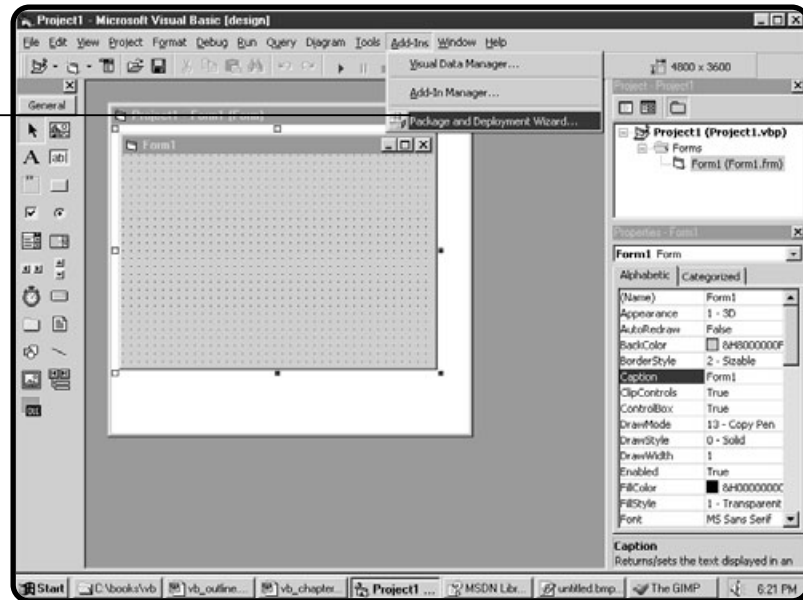 Project1 - Microsoft Visual Basic [design]
File Edit View Project Format Debug Run Query Diagram Tools Add-Ins Window Help
4800 x 3600
Visual Data Manager...
Add-In Manager...
Package and Deployment Wizard...
General
A
ab|
Project1 - Form1 (Form)
Form1
Project - Project1
Project1 (Project1.vbp)
Forms
Form1 (Form1.frm)
Properties - Form1
Form1 Form
Alphabetic Categorized
(Name) Form1
Appearance 1 - 3D
AutoRedraw False
BackColor &H8000000F
BorderStyle 2 - Sizable
Caption Form1
ClipControls True
ControlBox True
DrawMode 13 - Copy Pen
DrawStyle 0 - Solid
DrawWidth 1
Enabled True
FillColor &H0000000C
FillStyle 1 - Transparent
Font MS Sans Serif
Caption
Returns/sets the text displayed in an
Start C:\books\vb vb_outline... vb_chapter... Project1 ... MSDN Libr... untitled.bmp... The GIMP 6:21 PM